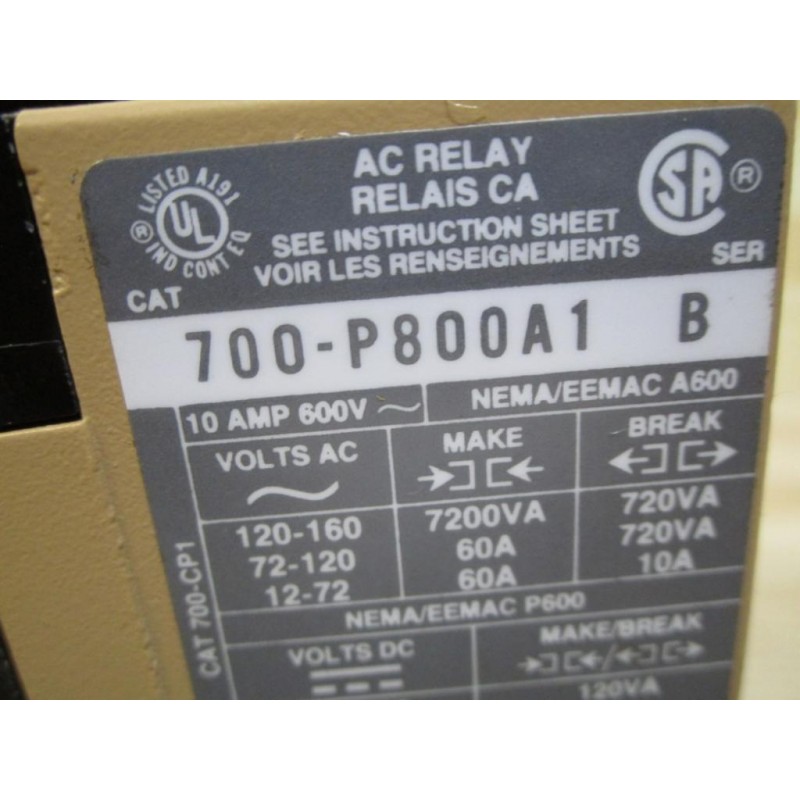 LISTED A191
UL ®
IND CONT EQ
AC RELAY
RELAIS CA
SEE INSTRUCTION SHEET
VOIR LES RENSEIGNEMENTS
SA ®
CAT
SER
700-P800A1 B
10 AMP 600V
NEMA/EEMAC A600
VOLTS AC
MAKE
BREAK
120-160 7200VA 720VA
72-120 60A 720VA
12-72 60A 10A
CAT 700-CP1
NEMA/EEMAC P600
VOLTS DC
MAKE/BREAK
120VA